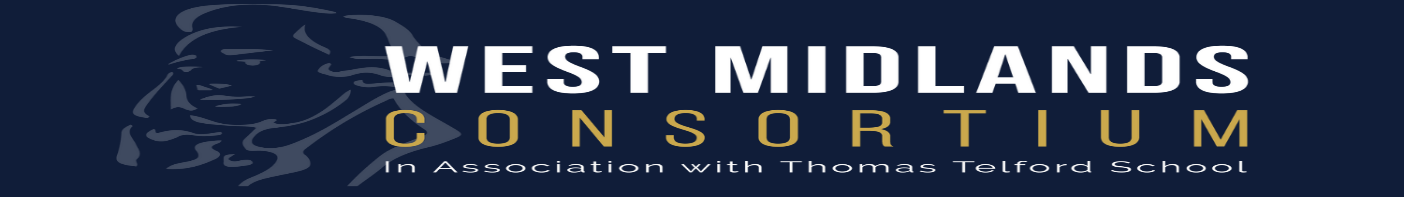 WEST MIDLANDS
CONSORTIUM
In Association with Thomas Telford School